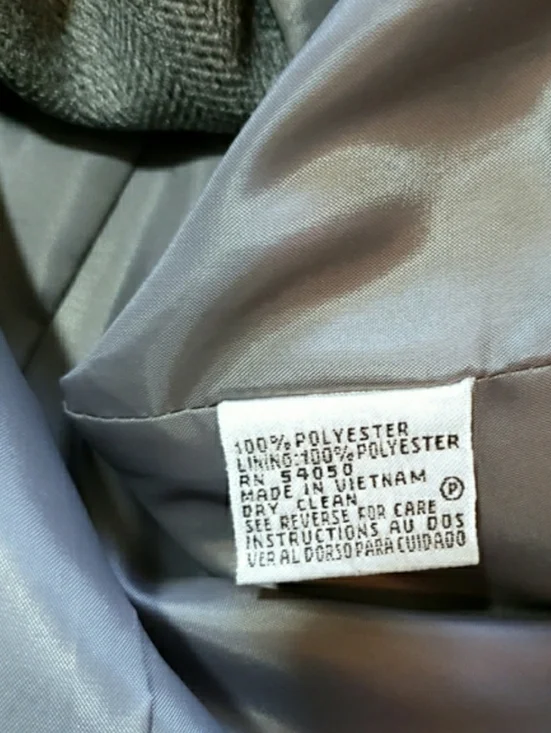 100% POLYESTER
LINING:100% POLYESTER
RN 54050
MADE IN VIETNAM
DRY CLEAN P
SEE REVERSE FOR CARE
INSTRUCTIONS AU DOS
VER AL DORSO PARA CUIDADO